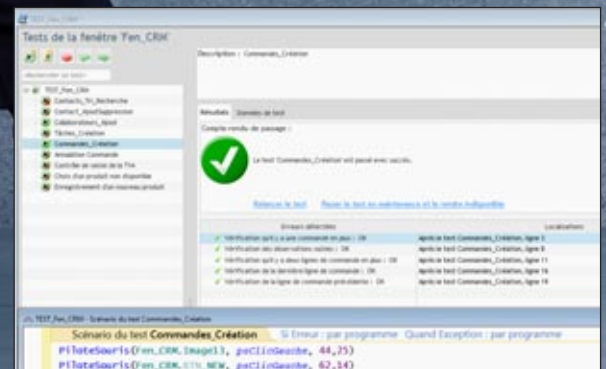 TEST_Fen_CRM
Tests de la fenêtre 'Fen_CRM'
Description : Commandes_Création
Rechercher un test
TEST_Fen_CRM
Contacts_Tri_Recherche
Contact_AjoutSuppression
Collaborateurs_Ajout
Tâches_Création
Commandes_Création
Annulation Commande
Contrôle de saisie de la TVA
Choix d'un produit non disponible
Enregistrement d'un nouveau produit
Résultats Données de test
Compte rendu de passage :
Le test 'Commandes_Création' est passé avec succès.
Relancer le test Passer le test en maintenance et le rendre indisponible
Erreurs détectées Localisations
Vérification qu'il y a une commande en plus : OK Après le test Commandes_Création, ligne 5
Vérification des observations saisies : OK Après le test Commandes_Création, ligne 8
Vérification qu'il y a deux lignes de commande en plus : OK Après le test Commandes_Création, ligne 11
Vérification de la dernière ligne de commande : OK Après le test Commandes_Création, ligne 16
Vérification de la ligne de commande précédente : OK Après le test Commandes_Création, ligne 19
TEST_Fen_CRM - Scénario du test Commandes_Création
Scénario du test Commandes_Création Si Erreur : par programme Quand Exception : par programme
PiloteSouris(Fen_CRM.Image13, psClicGauche, 44,25)
PiloteSouris(Fen_CRM.BTN_NEW, psClicGauche, 62,14)